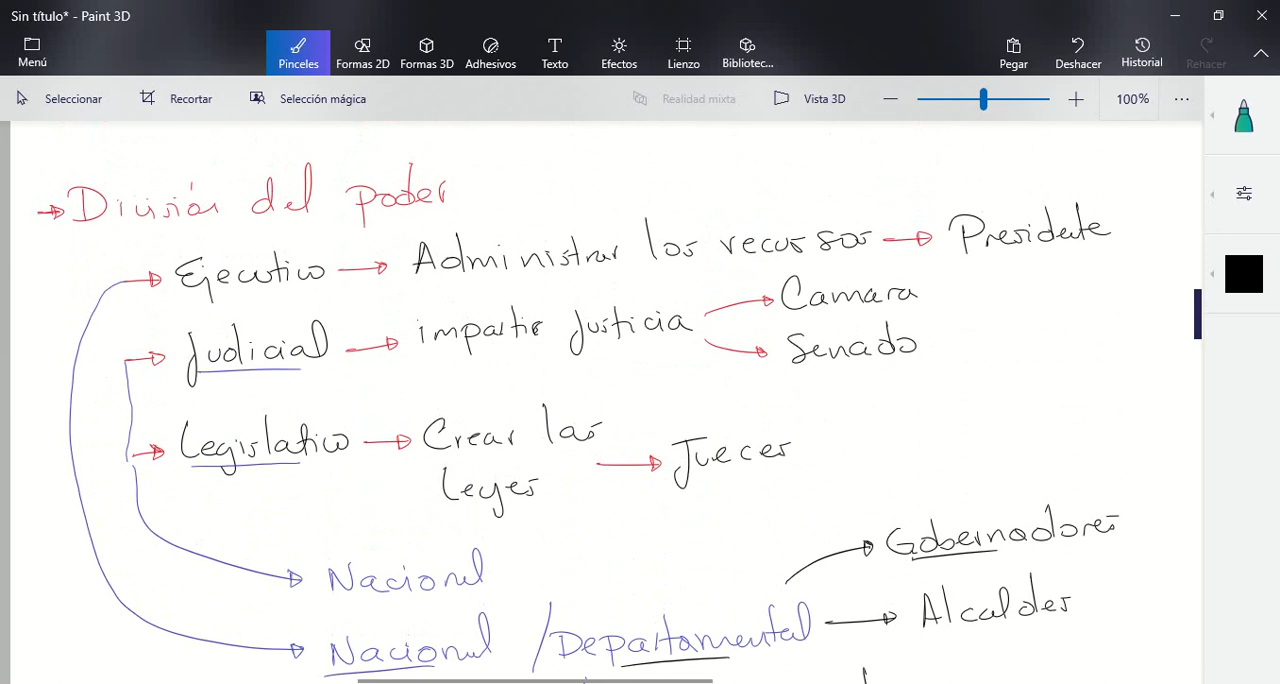 Sin título* - Paint 3D
Menú
Pinceles Formas 2D Formas 3D Adhesivos Texto Efectos Lienzo Bibliotec... Pegar Deshacer Historial Rehacer
Seleccionar Recortar Selección mágica Realidad mixta Vista 3D 100%
División del poder
Ejecutivo Administrar los recursos Presidente
Judicial impartir justicia Camara
Senado
Legislativo Crear las
leyes Jueces
Gobernadores
Nacional
Alcaldes
Nacional / Departamental